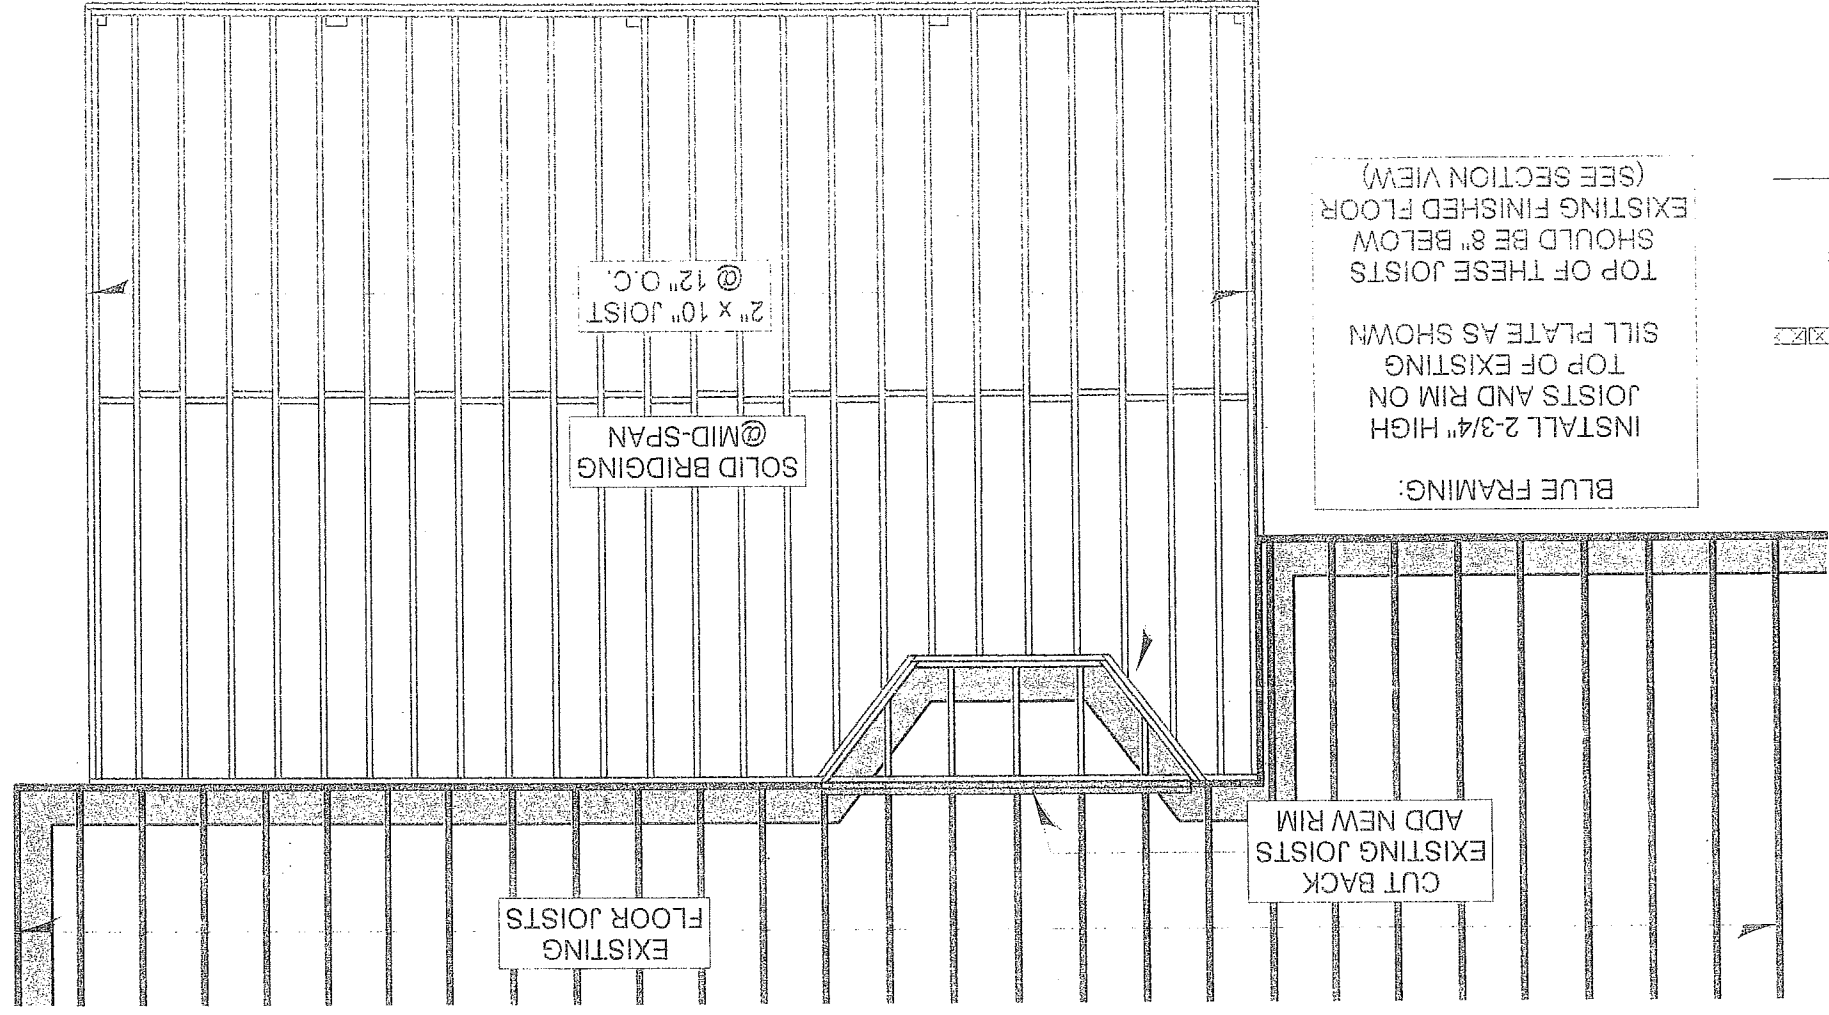 EXISTING
FLOOR JOISTS
CUT BACK
EXISTING JOISTS
ADD NEW RIM
BLUE FRAMING:
INSTALL 2-3/4" HIGH
JOISTS AND RIM ON
TOP OF EXISTING
SILL PLATE AS SHOWN
TOP OF THESE JOISTS
SHOULD BE 8" BELOW
EXISTING FINISHED FLOOR
(SEE SECTION VIEW)
SOLID BRIDGING
@MID-SPAN
2" x 10" JOIST
@ 12" O.C.